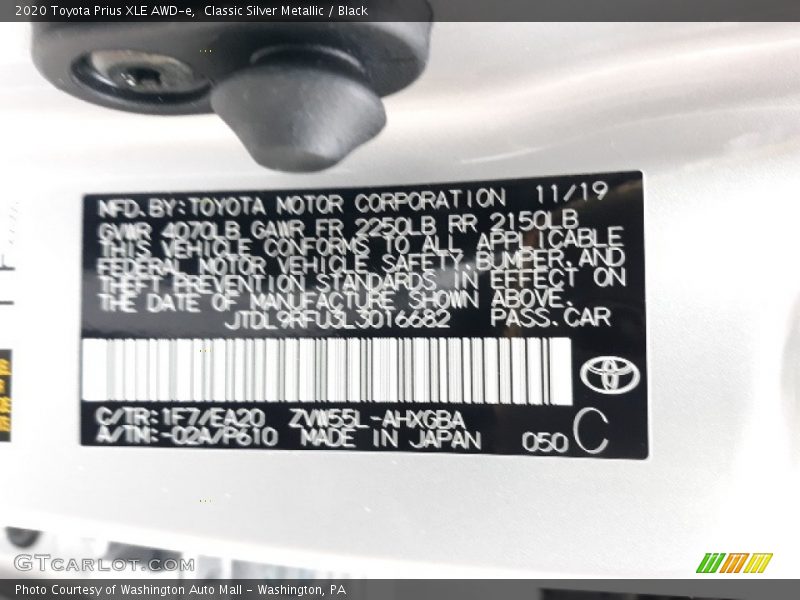 2020 Toyota Prius XLE AWD-e, Classic Silver Metallic / Black
MFD.BY:TOYOTA MOTOR CORPORATION 11/19
GVWR 4070LB GAWR FR 2250LB RR 2150LB
THIS VEHICLE CONFORMS TO ALL APPLICABLE
FEDERAL MOTOR VEHICLE SAFETY,BUMPER,AND
THEFT PREVENTION STANDARDS IN EFFECT ON
THE DATE OF MANUFACTURE SHOWN ABOVE.
JTDL9RFU3L3016682 PASS.CAR
C/TR:1F7/EA20 ZVW55L-AHXGBA
A/TM:-02A/P610 MADE IN JAPAN 050 C
GTCARLOT.COM
Photo Courtesy of Washington Auto Mall - Washington, PA